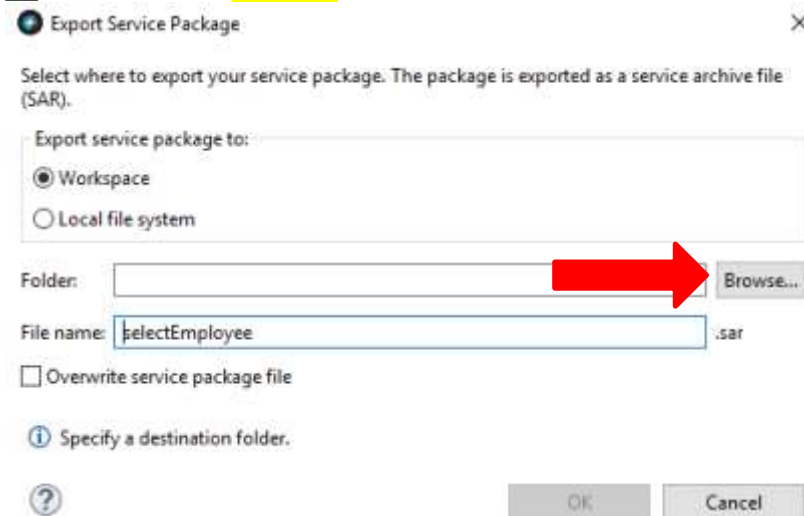 Export Service Package
Select where to export your service package. The package is exported as a service archive file
(SAR).
Export service package to:
Workspace
Local file system
Folder: Browse...
File name: selectEmployee .sar
Overwrite service package file
Specify a destination folder.
OK Cancel